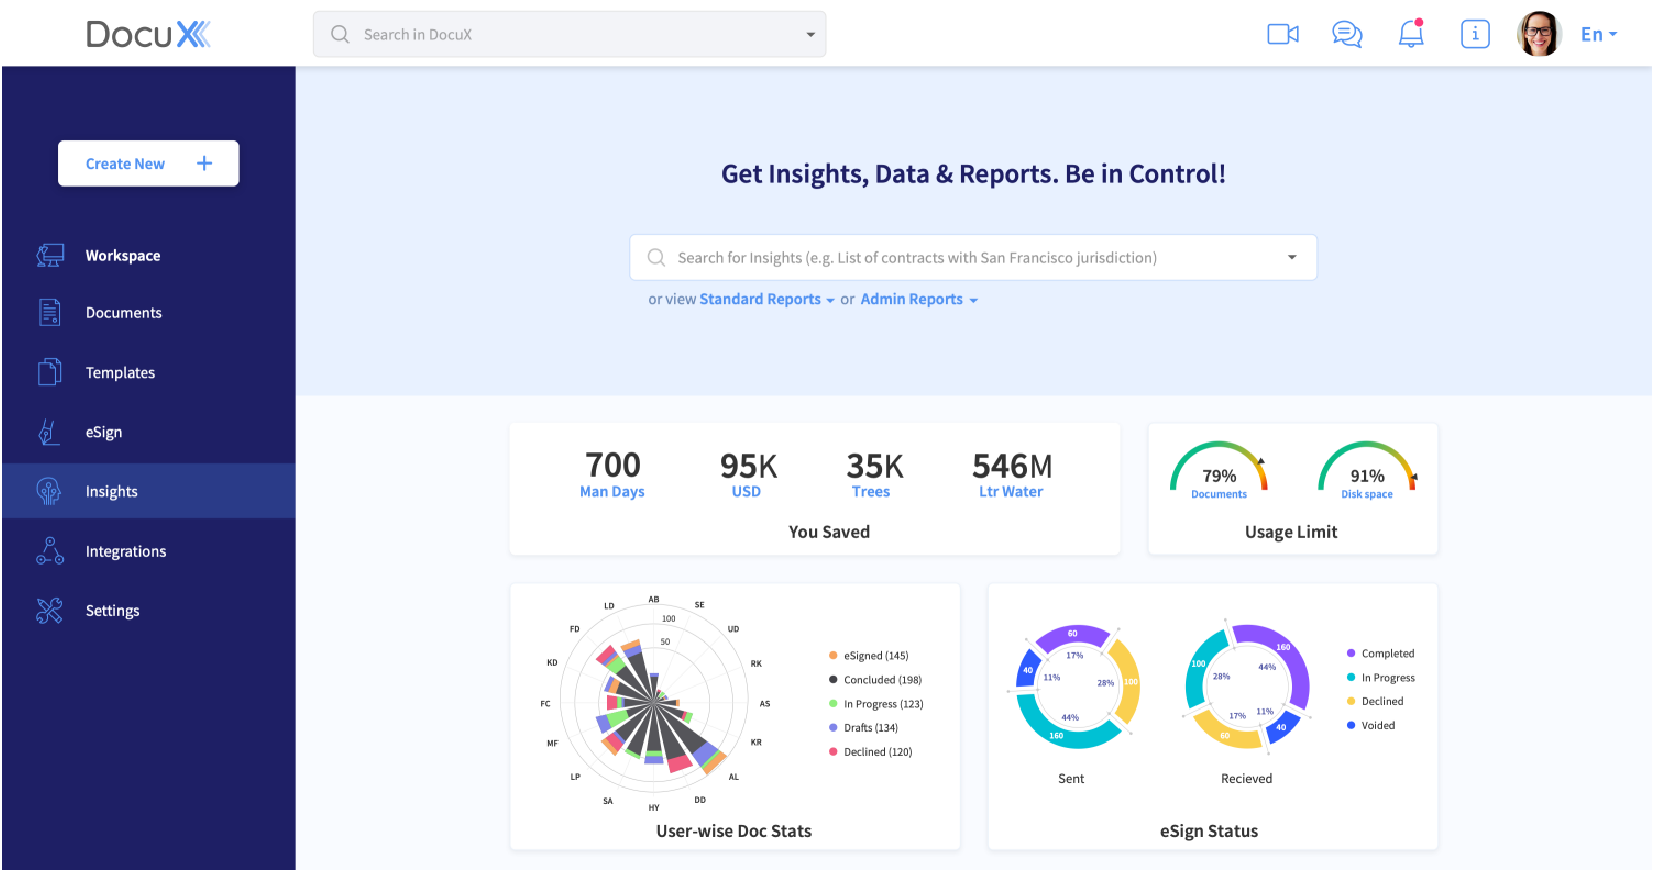 DOCUX
Search in DocuX
i
En
Create New +
Workspace
Documents
Templates
eSign
Insights
Integrations
Settings
Get Insights, Data & Reports. Be in Control!
Search for Insights (e.g. List of contracts with San Francisco jurisdiction)
or view Standard Reports or Admin Reports
700 95K 35K 546M
Man Days USD Trees Ltr Water
You Saved
79% 91%
Documents Disk space
Usage Limit
AB
SE
UD
RK
AS
KR
AL
DD
HY
SA
LP
MF
FC
KD
FD
LD
100
50
eSigned (145)
Concluded (198)
In Progress (123)
Drafts (134)
Declined (120)
User-wise Doc Stats
60
17%
40
11%
28%
100
44%
160
Sent
160
44%
100
28%
17%
11%
60
40
Recieved
Completed
In Progress
Declined
Voided
eSign Status